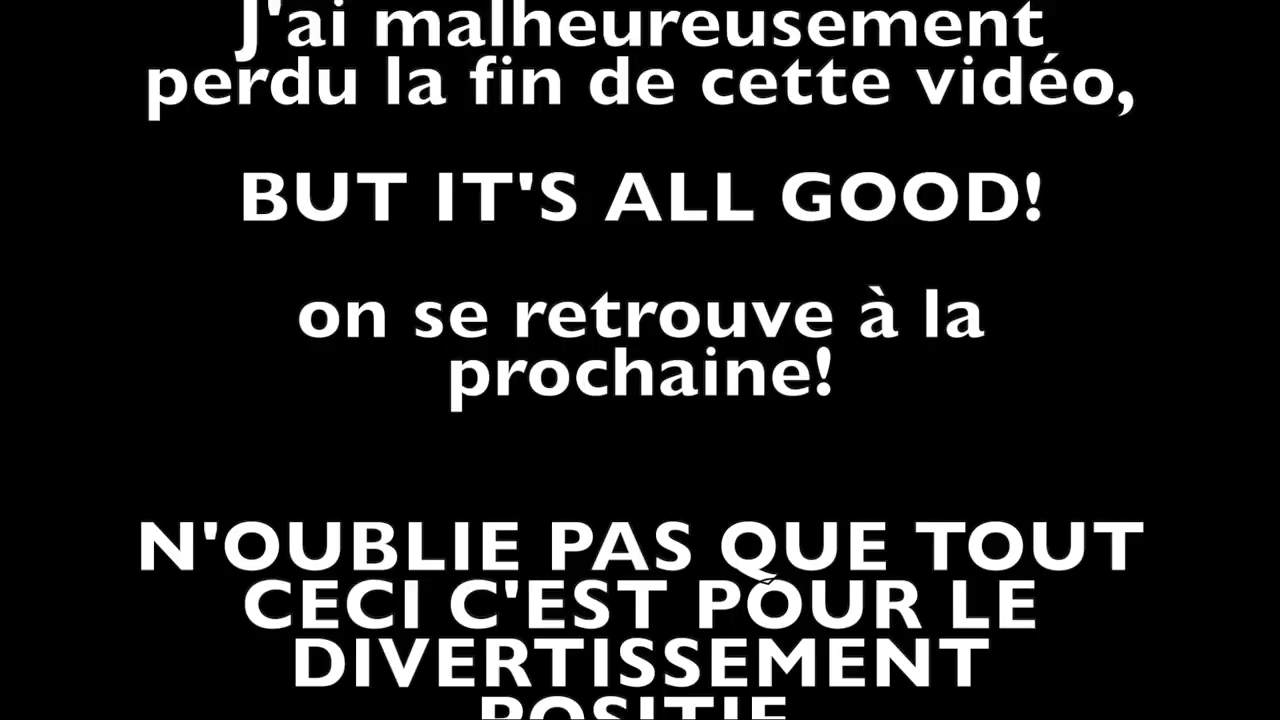 J'ai malheureusement
perdu la fin de cette vidéo,
BUT IT'S ALL GOOD!
on se retrouve à la
prochaine!
N'OUBLIE PAS QUE TOUT
CECI C'EST POUR LE
DIVERTISSEMENT
POSITIF